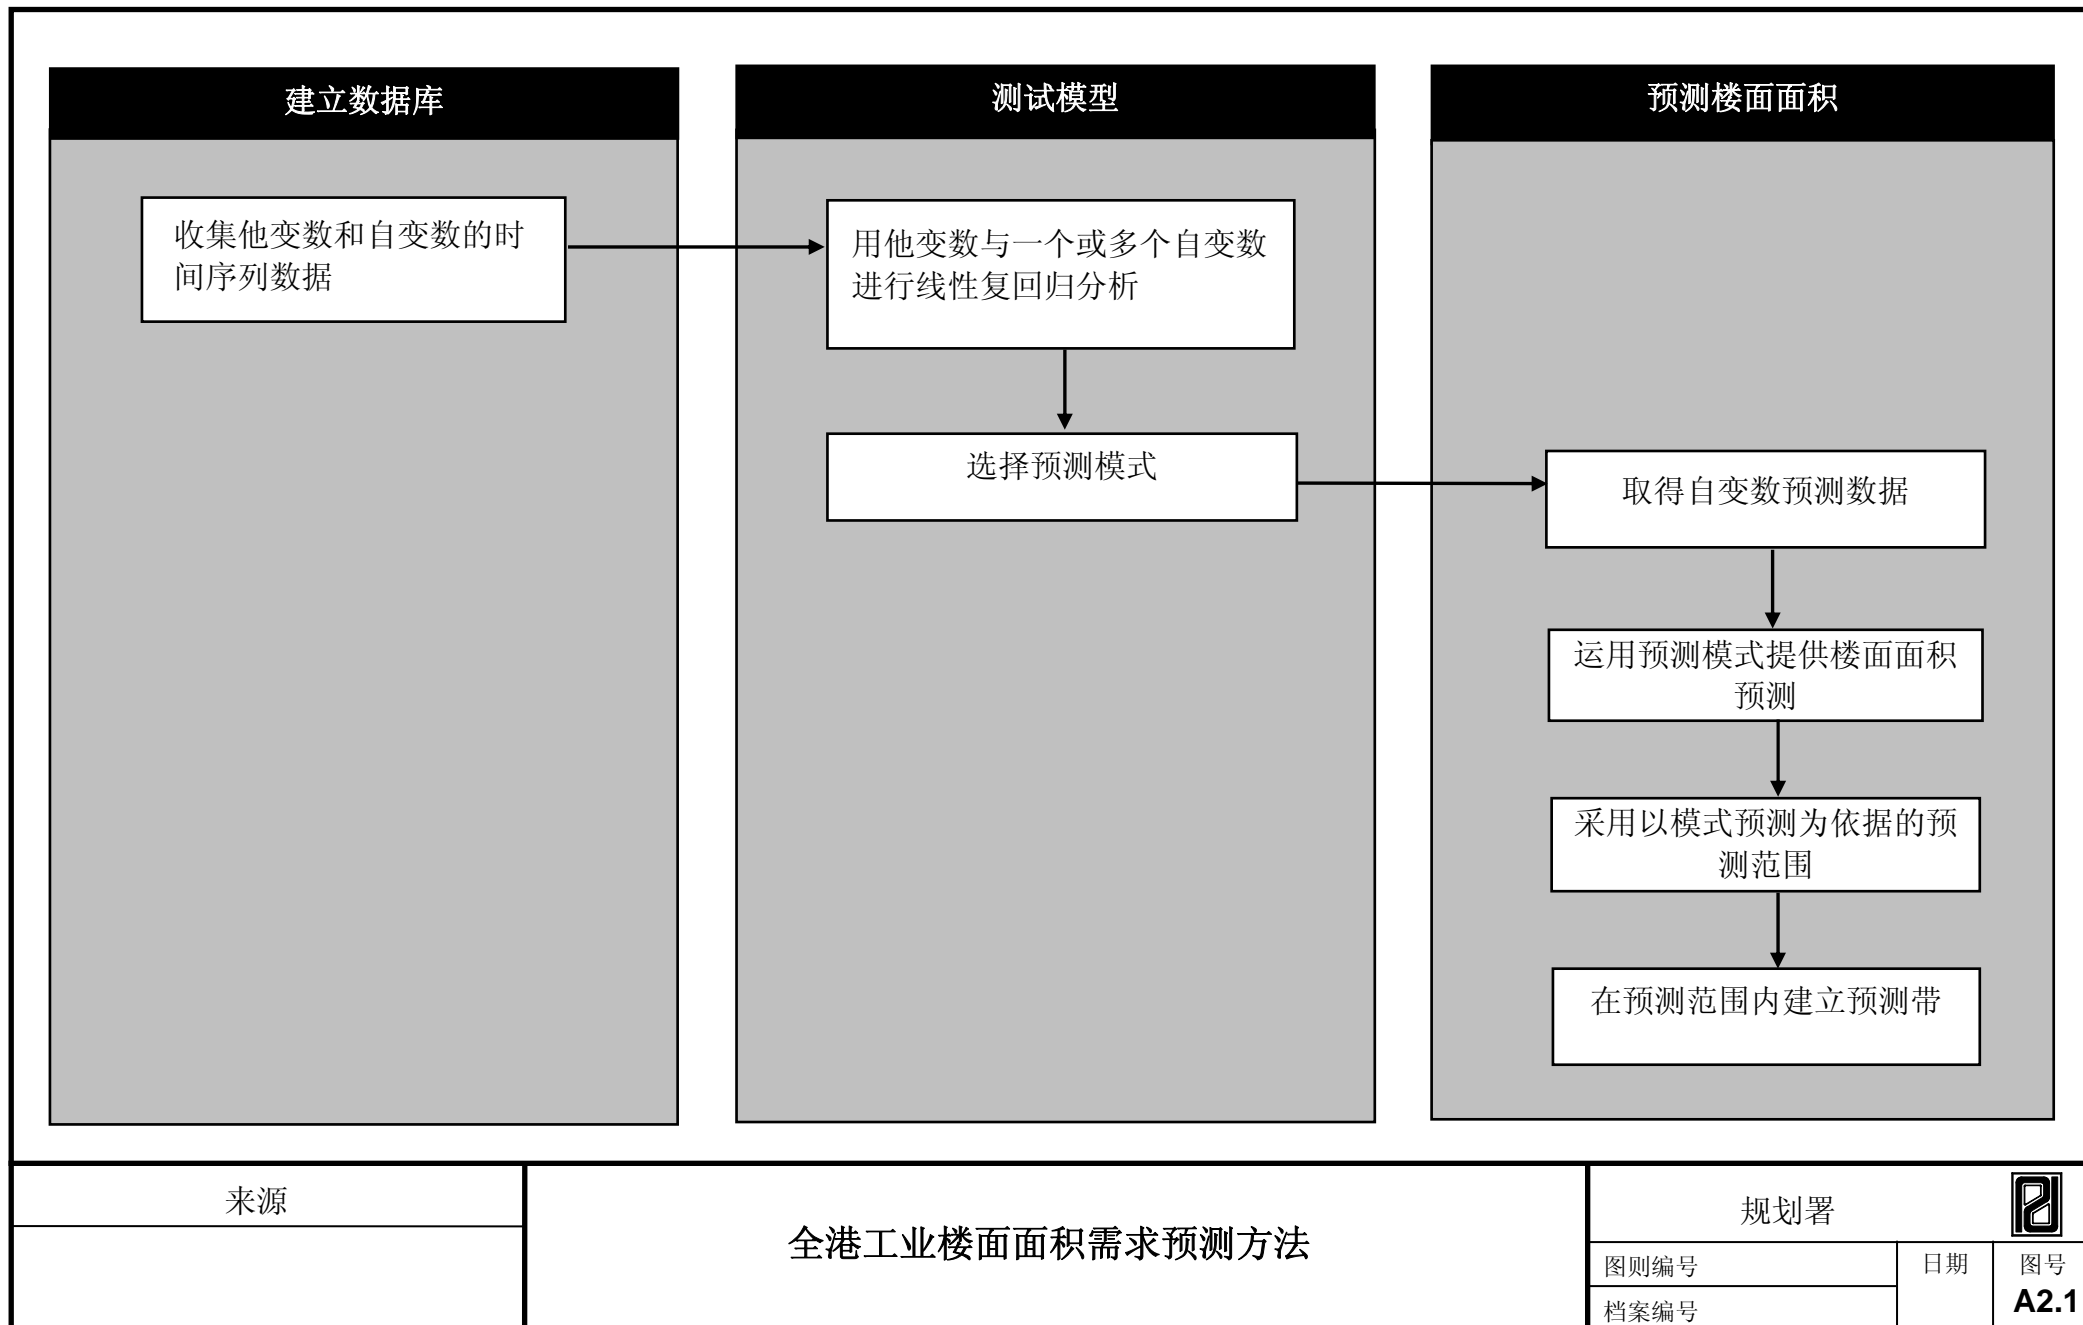 建立数据库
收集他变数和自变数的时
间序列数据
测试模型
用他变数与一个或多个自变数
进行线性复回归分析
选择预测模式
预测楼面面积
取得自变数预测数据
运用预测模式提供楼面面积
预测
采用以模式预测为依据的预
测范围
在预测范围内建立预测带
来源
全港工业楼面面积需求预测方法
规划署
图则编号
日期
图号
档案编号
A2.1